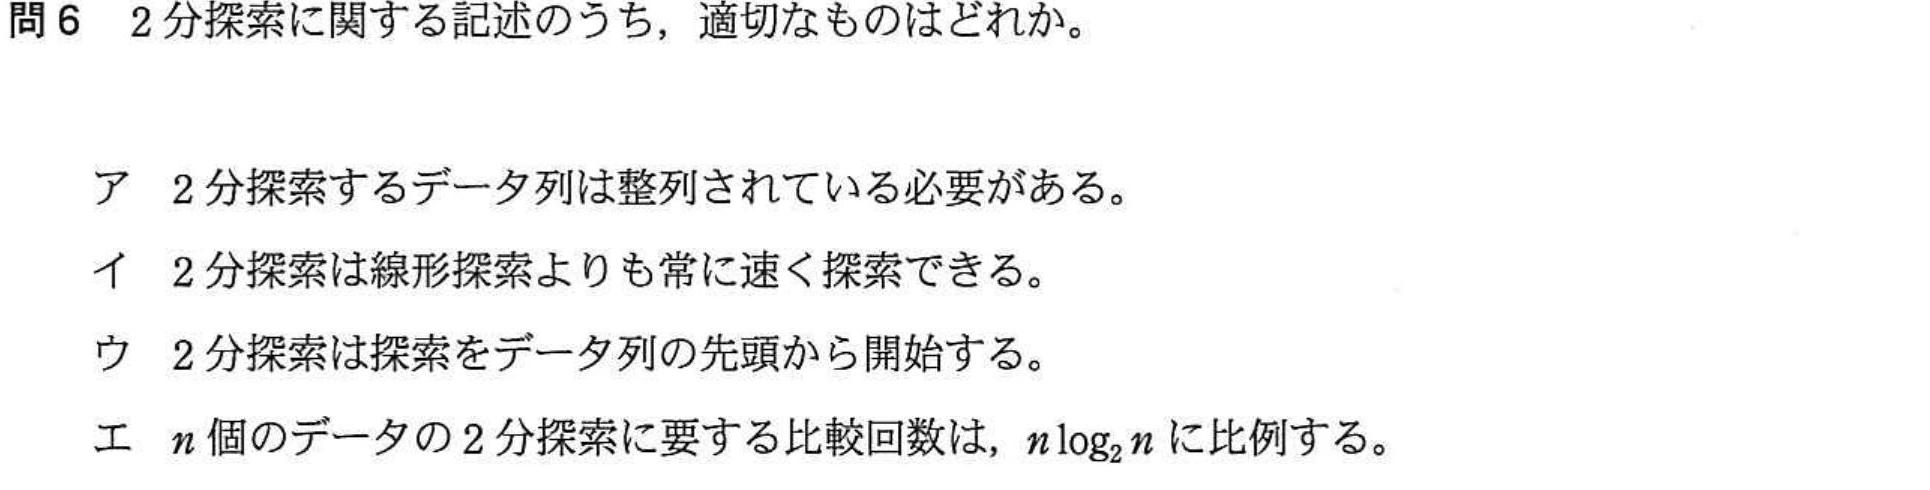 問6 2分探索に関する記述のうち，適切なものはどれか。
ア 2分探索するデータ列は整列されている必要がある。
イ 2分探索は線形探索よりも常に速く探索できる。
ウ 2分探索は探索をデータ列の先頭から開始する。
エ n個のデータの2分探索に要する比較回数は，n log₂ n に比例する。